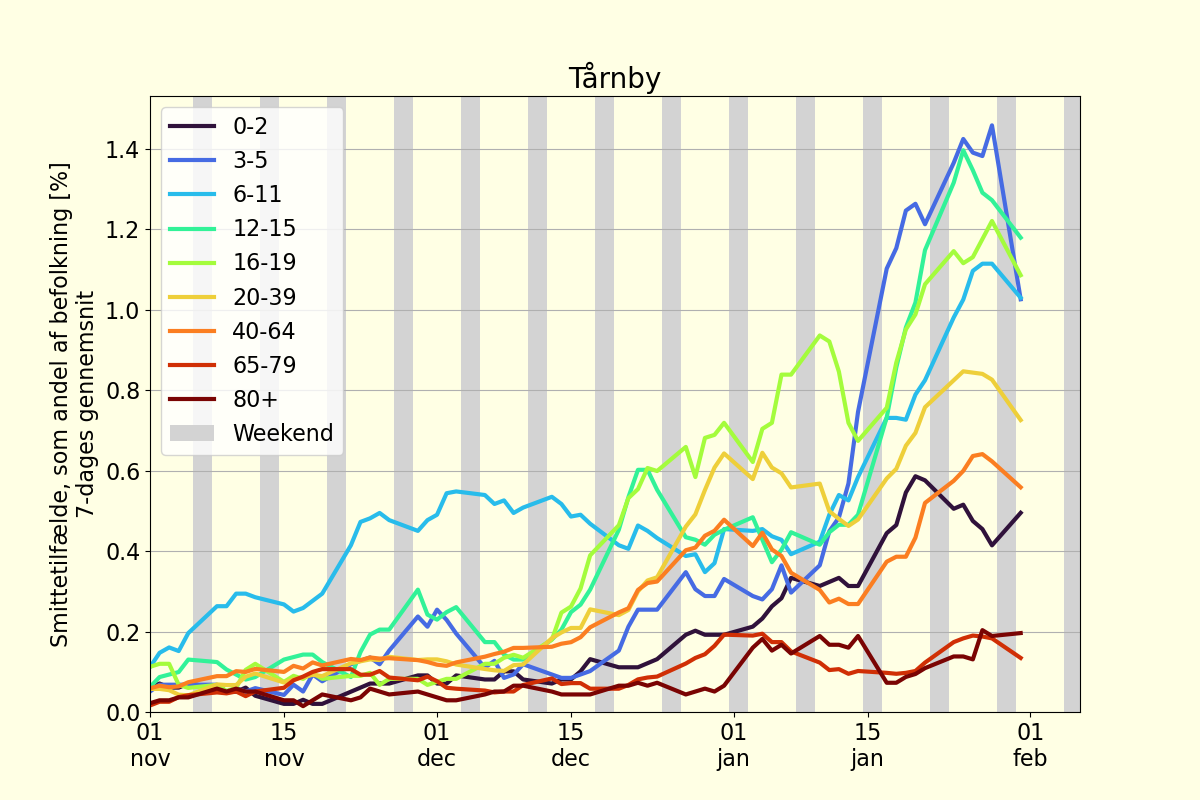 Tårnby
Smittetilfælde, som andel af befolkning [%]
7-dages gennemsnit
1.4
1.2
1.0
0.8
0.6
0.4
0.2
0.0
0-2
3-5
6-11
12-15
16-19
20-39
40-64
65-79
80+
Weekend
01 15 01 15 01 15 01
nov nov dec dec jan jan feb